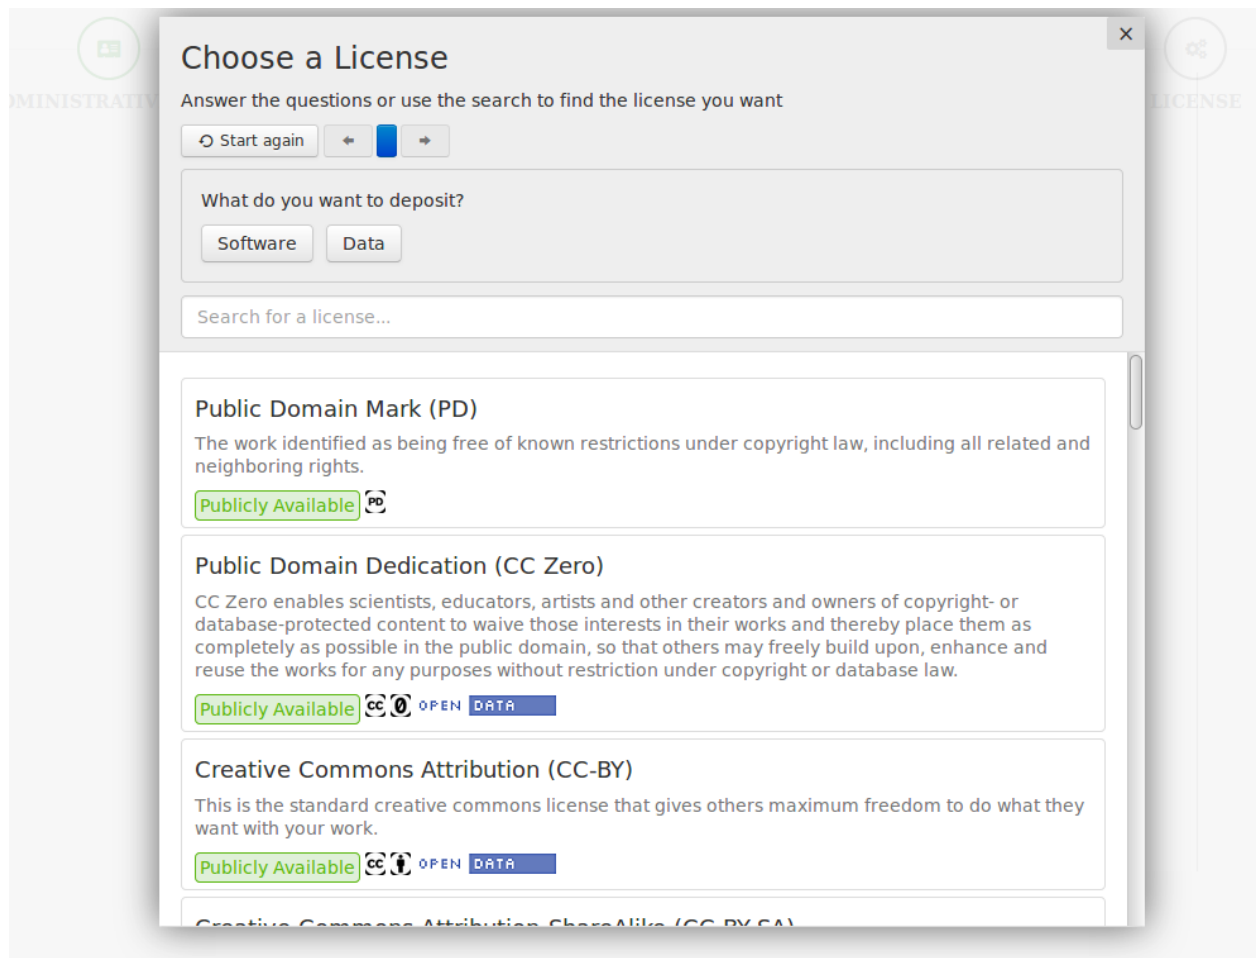 Choose a License
×
Answer the questions or use the search to find the license you want
Start again
What do you want to deposit?
Software
Data
Search for a license...
Public Domain Mark (PD)
The work identified as being free of known restrictions under copyright law, including all related and
neighboring rights.
Publicly Available PD
Public Domain Dedication (CC Zero)
CC Zero enables scientists, educators, artists and other creators and owners of copyright- or
database-protected content to waive those interests in their works and thereby place them as
completely as possible in the public domain, so that others may freely build upon, enhance and
reuse the works for any purposes without restriction under copyright or database law.
Publicly Available CC 0 OPEN DATA
Creative Commons Attribution (CC-BY)
This is the standard creative commons license that gives others maximum freedom to do what they
want with your work.
Publicly Available CC OPEN DATA
Creative Commons Attribution-ShareAlike (CC-BY-SA)
LICENSE